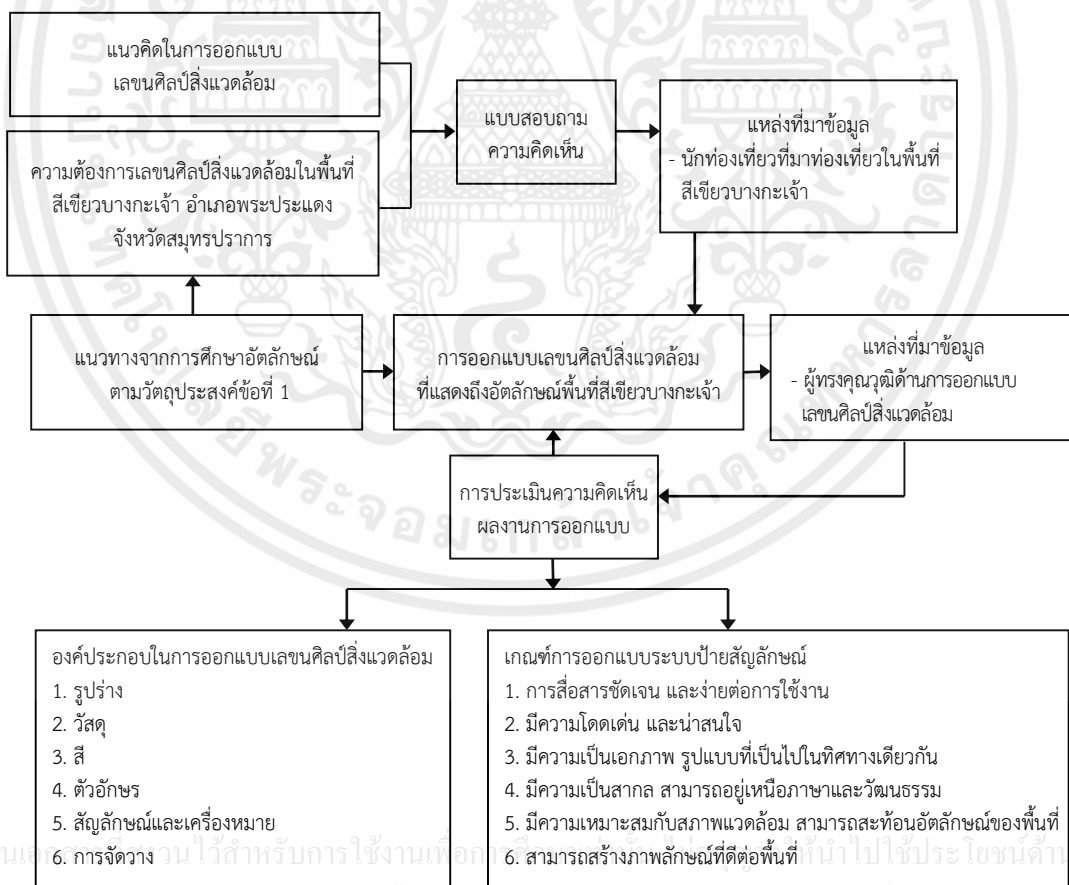 แนวคิดในการออกแบบ
เลขนศิลป์สิ่งแวดล้อม
ความต้องการเลขนศิลป์สิ่งแวดล้อมในพื้นที่
สีเขียวบางกะเจ้า อำเภอพระประแดง
จังหวัดสมุทรปราการ
แบบสอบถาม
ความคิดเห็น
แหล่งที่มาข้อมูล
- นักท่องเที่ยวที่มาท่องเที่ยวในพื้นที่
สีเขียวบางกะเจ้า
แนวทางจากการศึกษาอัตลักษณ์
ตามวัตถุประสงค์ข้อที่ 1
การออกแบบเลขนศิลป์สิ่งแวดล้อม
ที่แสดงถึงอัตลักษณ์พื้นที่สีเขียวบางกะเจ้า
แหล่งที่มาข้อมูล
- ผู้ทรงคุณวุฒิด้านการออกแบบ
เลขนศิลป์สิ่งแวดล้อม
การประเมินความคิดเห็น
ผลงานการออกแบบ
องค์ประกอบในการออกแบบเลขนศิลป์สิ่งแวดล้อม
1. รูปร่าง
2. วัสดุ
3. สี
4. ตัวอักษร
5. สัญลักษณ์และเครื่องหมาย
6. การจัดวาง
เกณฑ์การออกแบบระบบป้ายสัญลักษณ์
1. การสื่อสารชัดเจน และง่ายต่อการใช้งาน
2. มีความโดดเด่น และน่าสนใจ
3. มีความเป็นเอกภาพ รูปแบบที่เป็นไปในทิศทางเดียวกัน
4. มีความเป็นสากล สามารถอยู่เหนือภาษาและวัฒนธรรม
5. มีความเหมาะสมกับสภาพแวดล้อม สามารถสะท้อนอัตลักษณ์ของพื้นที่
6. สามารถสร้างภาพลักษณ์ที่ดีต่อพื้นที่